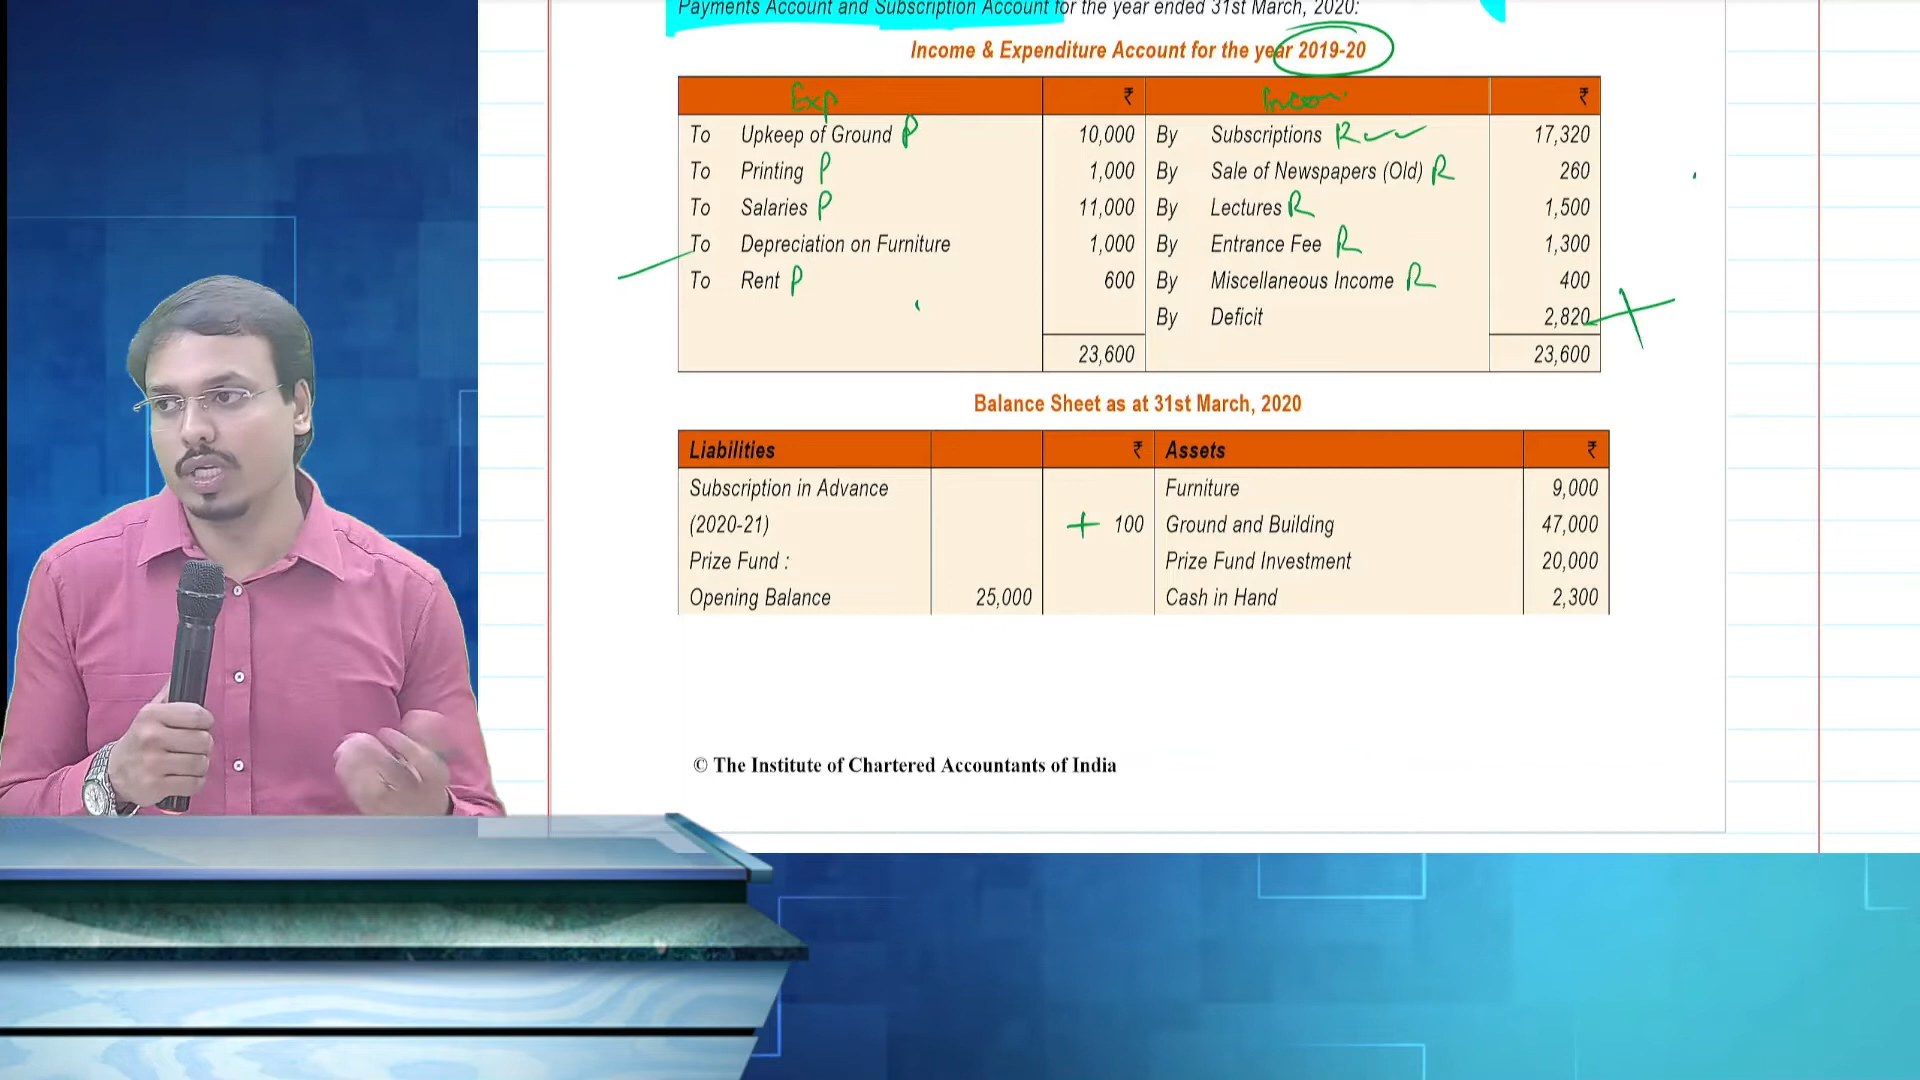 Payments Account and Subscription Account for the year ended 31st March, 2020:
Income & Expenditure Account for the year 2019-20
Exp ₹ Incom ₹
To Upkeep of Ground P 10,000 By Subscriptions R 17,320
To Printing P 1,000 By Sale of Newspapers (Old) R 260
To Salaries P 11,000 By Lectures R 1,500
To Depreciation on Furniture 1,000 By Entrance Fee R 1,300
To Rent P 600 By Miscellaneous Income R 400
By Deficit 2,820
23,600 23,600
Balance Sheet as at 31st March, 2020
Liabilities ₹ Assets ₹
Subscription in Advance Furniture 9,000
(2020-21) + 100 Ground and Building 47,000
Prize Fund : Prize Fund Investment 20,000
Opening Balance 25,000 Cash in Hand 2,300
© The Institute of Chartered Accountants of India